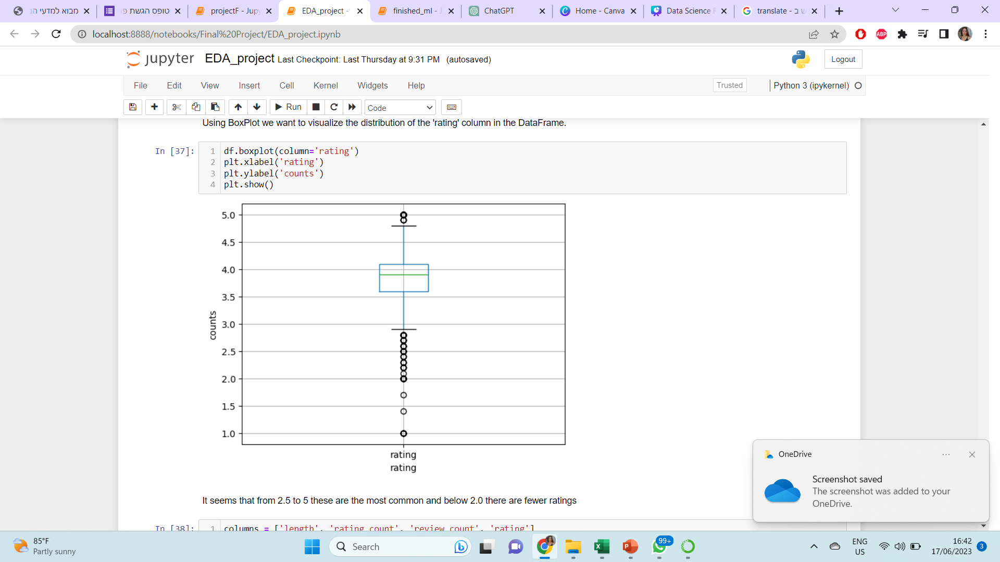 מבוא למדעי הנ
טופס הגשת פר
projectF - Jupy
EDA_project -
finished_ml - J
ChatGPT
Home - Canva
Data Science F
translate - ש ב
localhost:8888/notebooks/Final%20Project/EDA_project.ipynb
ABP
jupyter EDA_project Last Checkpoint: Last Thursday at 9:31 PM (autosaved)
Logout
File Edit View Insert Cell Kernel Widgets Help
Trusted
Python 3 (ipykernel)
Run
Code
Using BoxPlot we want to visualize the distribution of the 'rating' column in the DataFrame.
In [37]:
1 df.boxplot(column='rating')
2 plt.xlabel('rating')
3 plt.ylabel('counts')
4 plt.show()
5.0
4.5
4.0
3.5
3.0
2.5
2.0
1.5
1.0
counts
rating
rating
It seems that from 2.5 to 5 these are the most common and below 2.0 there are fewer ratings
In [38]:
1 columns = ['length', 'rating_count', 'review_count', 'rating']
OneDrive
Screenshot saved
The screenshot was added to your
OneDrive.
85°F
Partly sunny
Search
99+
ENG
US
16:42
17/06/2023
3